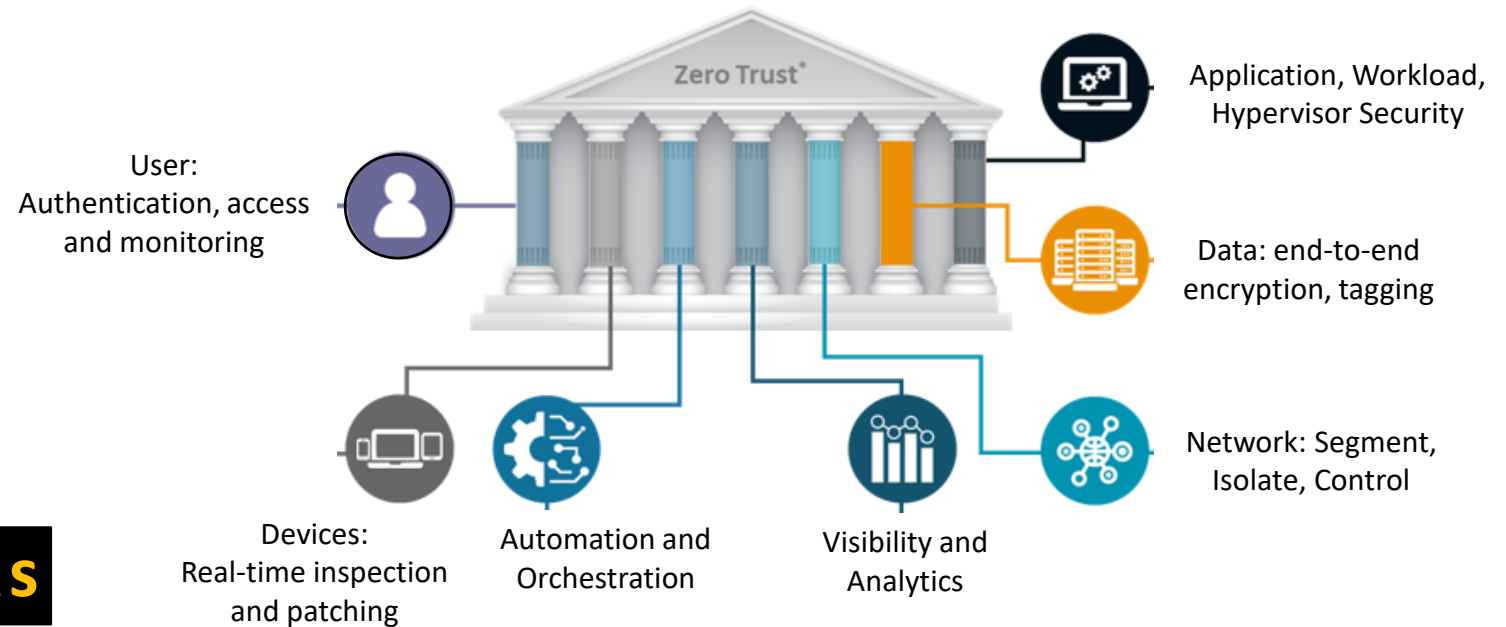 Zero Trust*
Application, Workload,
Hypervisor Security
User:
Authentication, access
and monitoring
Data: end-to-end
encryption, tagging
Network: Segment,
Isolate, Control
Devices:
Real-time inspection
and patching
Automation and
Orchestration
Visibility and
Analytics
S